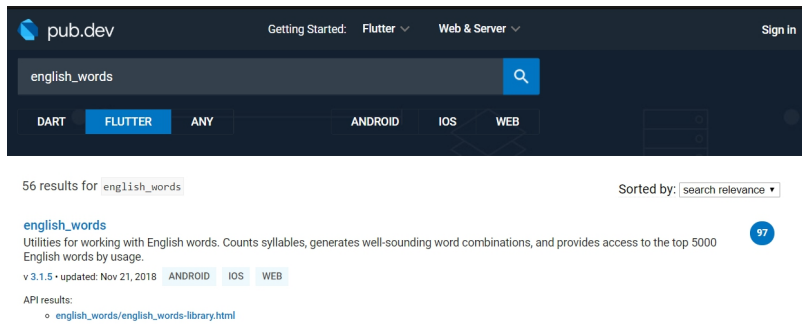 pub.dev Getting Started: Flutter Web & Server Sign in
english_words
DART FLUTTER ANY ANDROID IOS WEB
56 results for english_words Sorted by: search relevance
english_words 97
Utilities for working with English words. Counts syllables, generates well-sounding word combinations, and provides access to the top 5000
English words by usage.
v 3.1.5 • updated: Nov 21, 2018 ANDROID IOS WEB
API results:
english_words/english_words-library.html